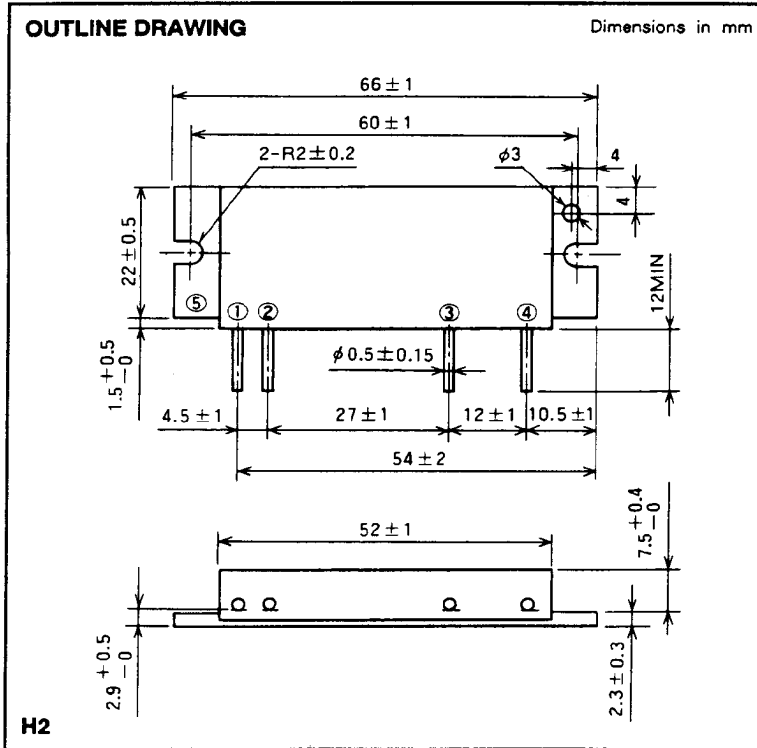 OUTLINE DRAWING
Dimensions in mm
66±1
60±1
2-R2±0.2
φ3
4
4
22±0.5
12MIN
⑤
①
②
③
④
1.5 +0.5 −0
φ0.5±0.15
4.5±1
27±1
12±1
10.5±1
54±2
52±1
7.5 +0.4 −0
2.9 +0.5 −0
2.3±0.3
H2